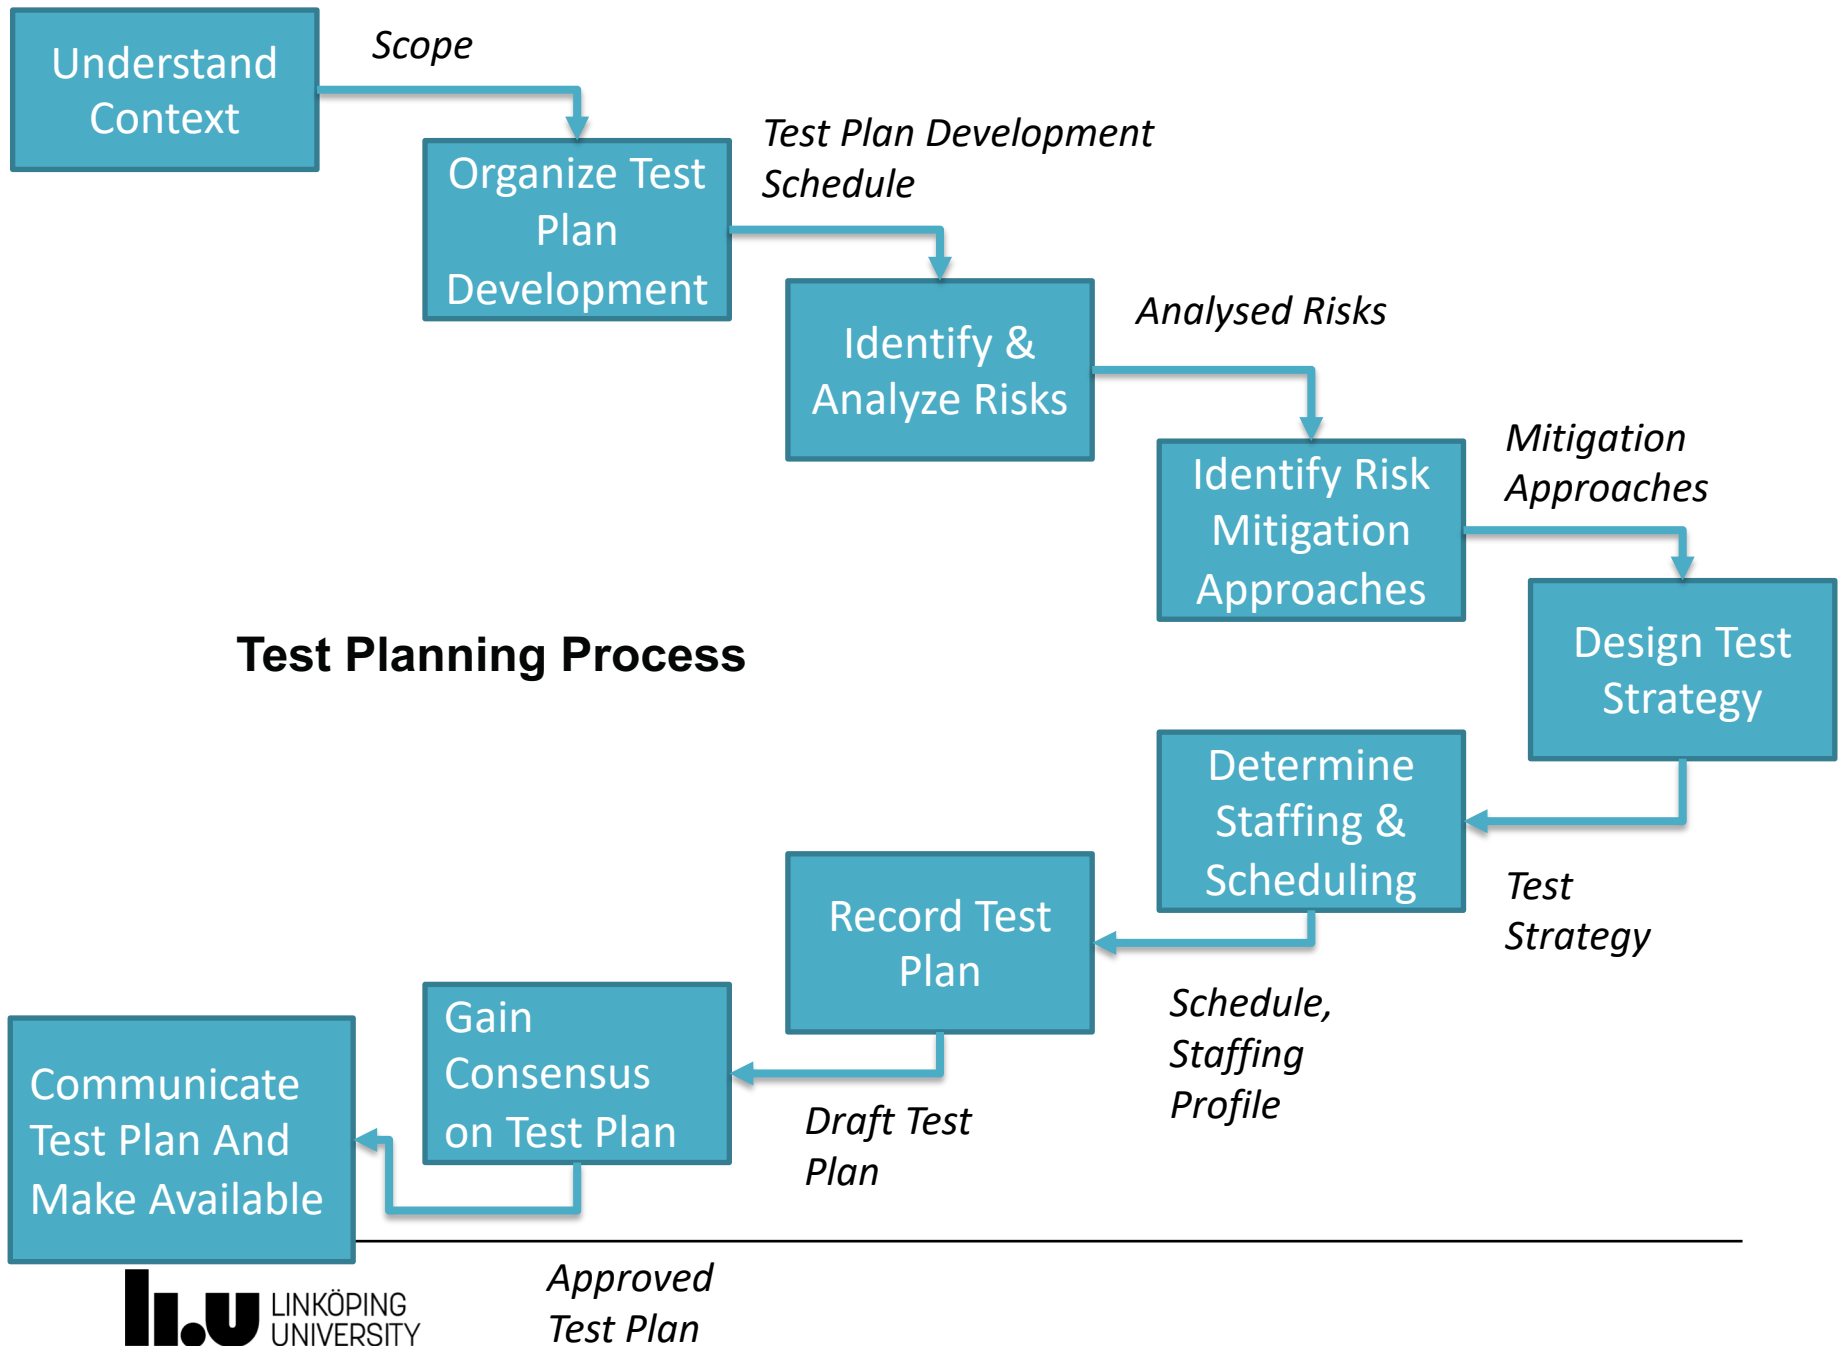 Understand
Context
Scope
Organize Test
Plan
Development
Test Plan Development
Schedule
Identify &
Analyze Risks
Analysed Risks
Identify Risk
Mitigation
Approaches
Mitigation
Approaches
Design Test
Strategy
Test Planning Process
Determine
Staffing &
Scheduling
Test
Strategy
Record Test
Plan
Schedule,
Staffing
Profile
Gain
Consensus
on Test Plan
Draft Test
Plan
Communicate
Test Plan And
Make Available
Approved
Test Plan
li.u LINKÖPING
UNIVERSITY